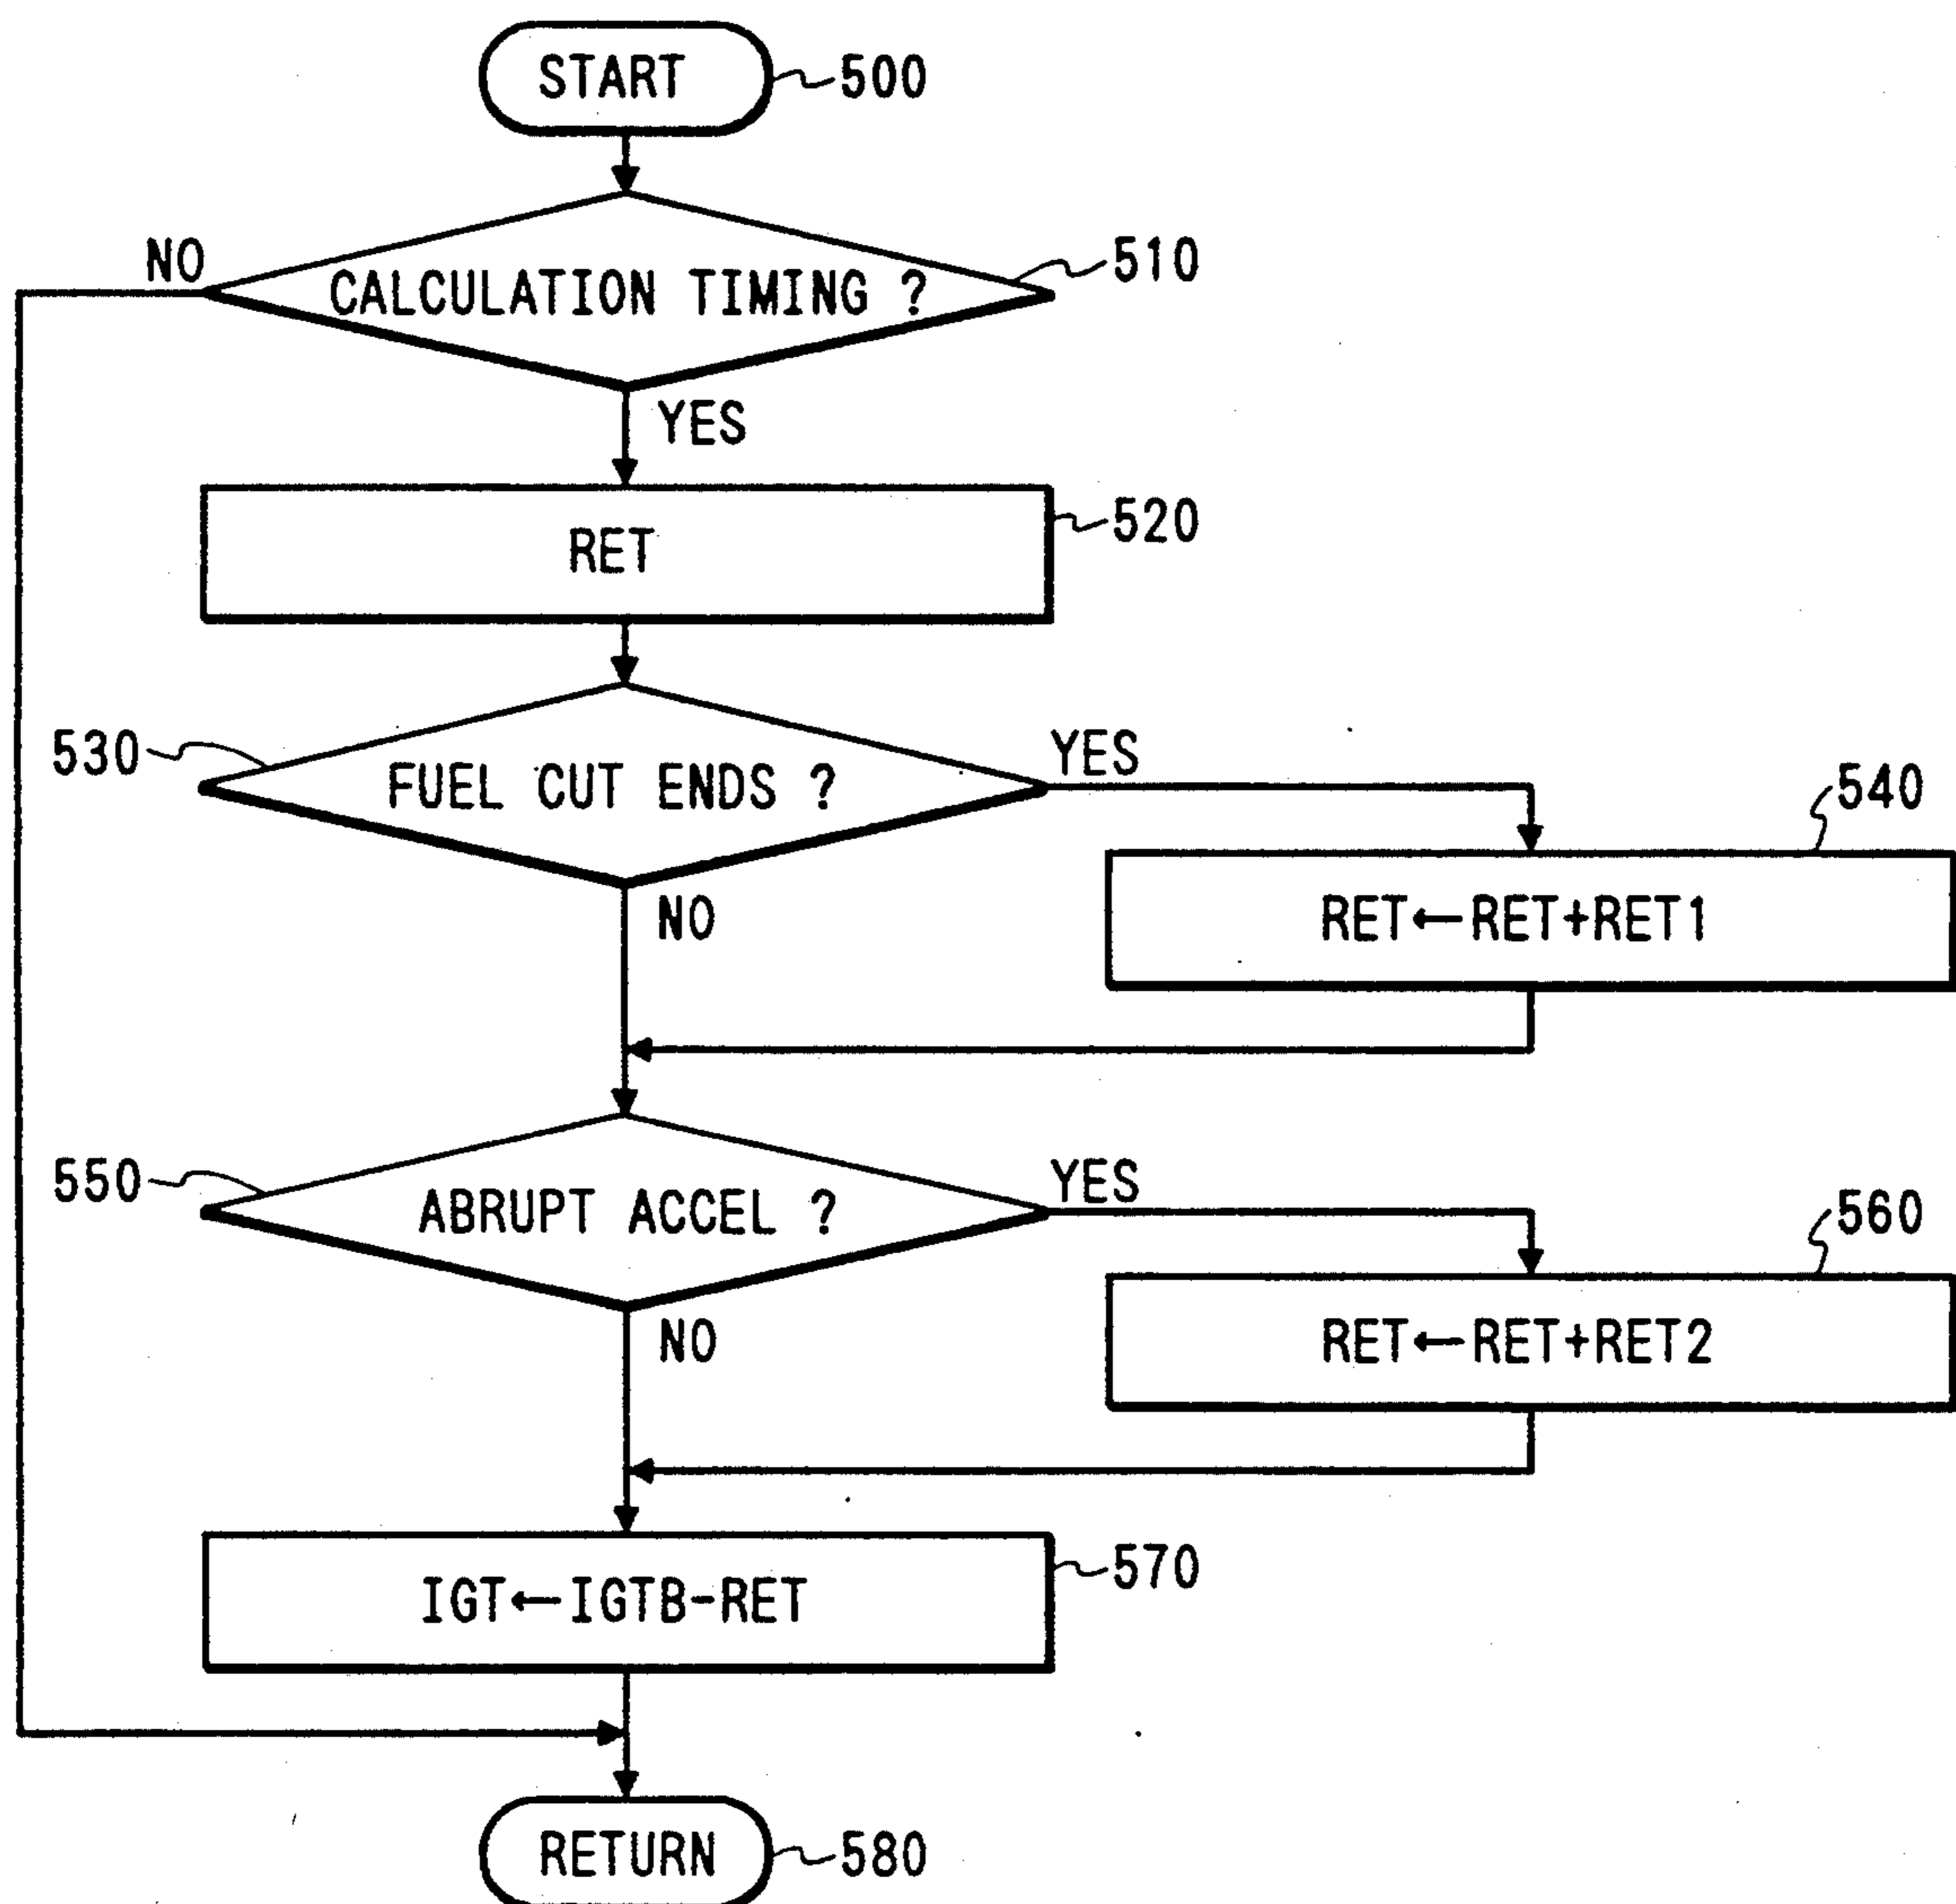 START
500
NO
CALCULATION TIMING ?
510
YES
RET
520
530
FUEL CUT ENDS ?
YES
540
RET←RET+RET1
NO
550
ABRUPT ACCEL ?
YES
560
RET←RET+RET2
NO
IGT←IGTB-RET
570
RETURN
580